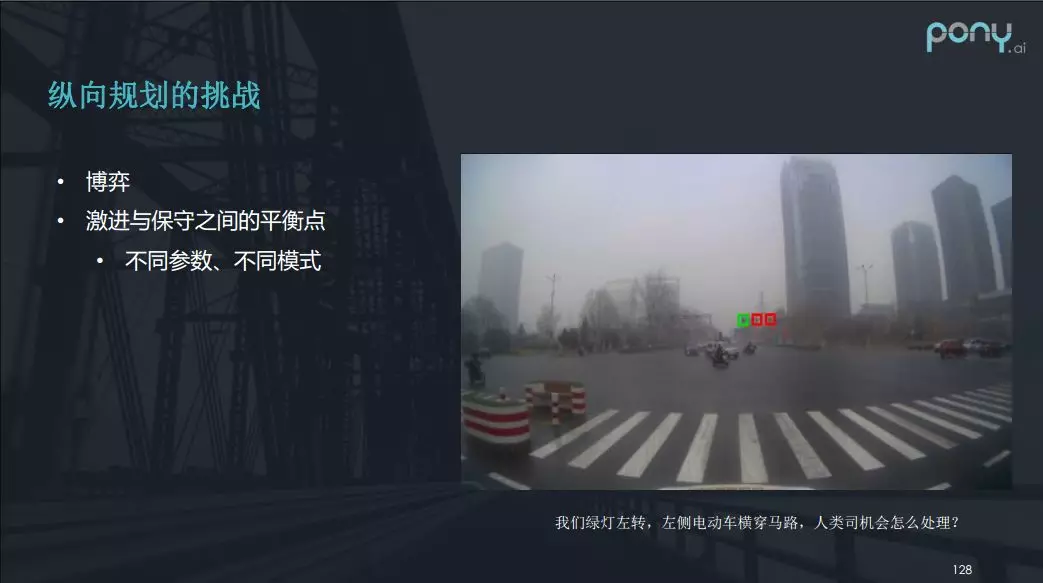 pony.ai
纵向规划的挑战
• 博弈
• 激进与保守之间的平衡点
• 不同参数、不同模式
我们绿灯左转，左侧电动车横穿马路，人类司机会怎么处理？
128